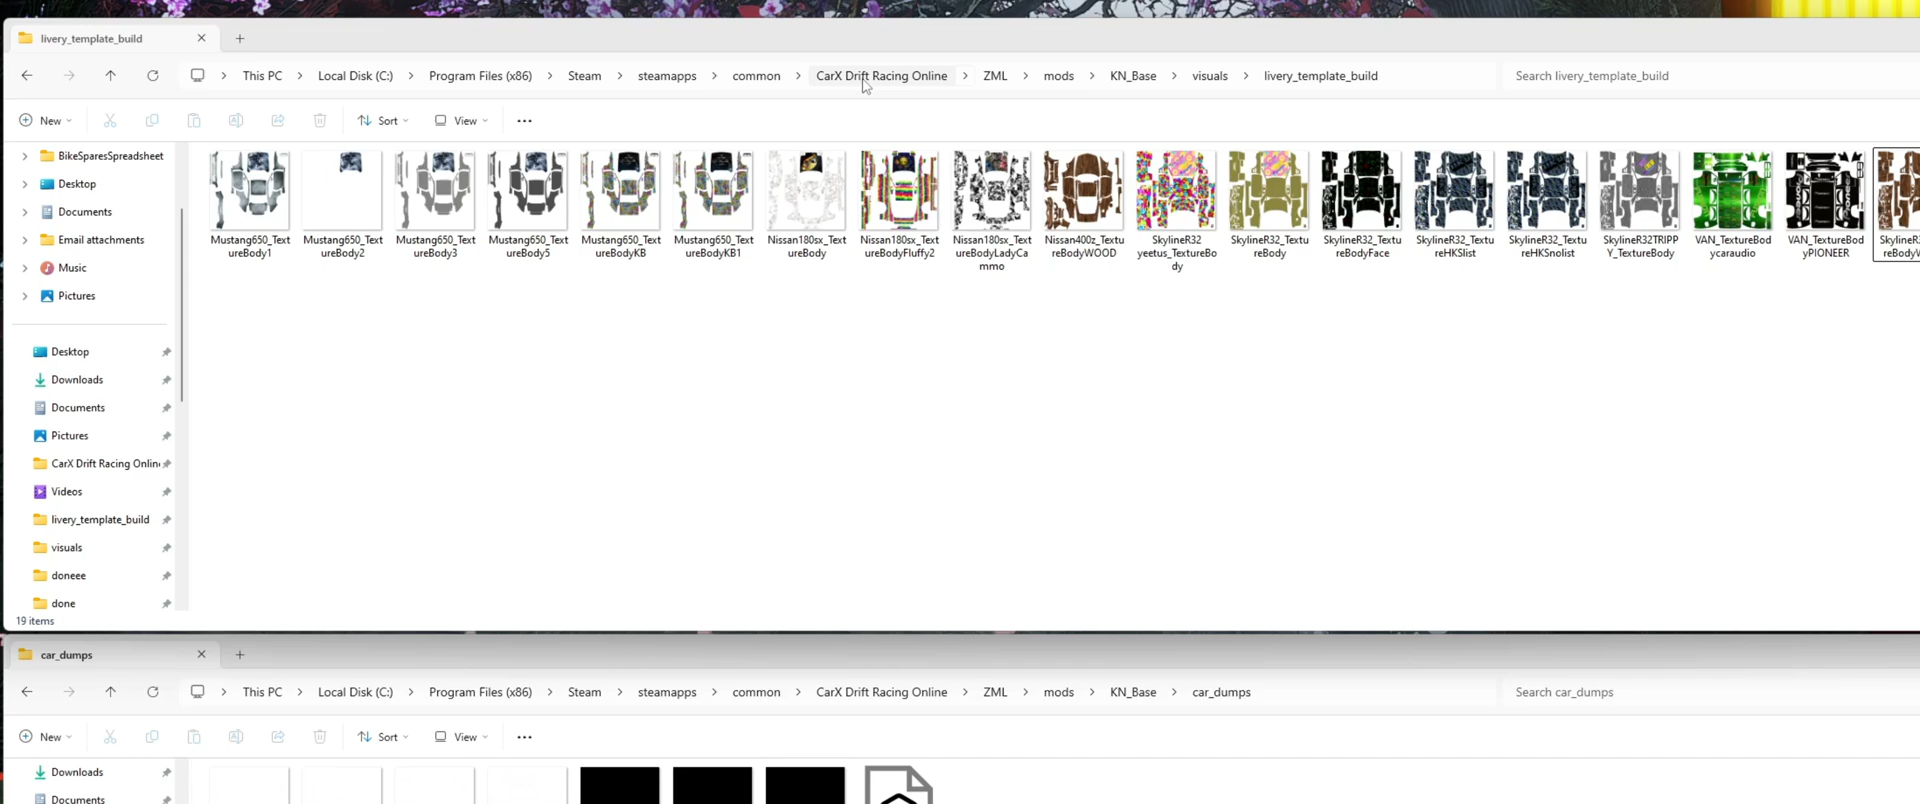 livery_template_build
This PC > Local Disk (C:) > Program Files (x86) > Steam > steamapps > common > CarX Drift Racing Online > ZML > mods > KN_Base > visuals > livery_template_build
Search livery_template_build
New
Sort
View
BikeSparesSpreadsheet
Desktop
Documents
Email attachments
Music
Pictures
Desktop
Downloads
Documents
Pictures
CarX Drift Racing Onlin
Videos
livery_template_build
visuals
doneee
done
Mustang650_Text
ureBody1
Mustang650_Text
ureBody2
Mustang650_Text
ureBody3
Mustang650_Text
ureBody5
Mustang650_Text
ureBodyKB
Mustang650_Text
ureBodyKB1
Nissan180sx_Text
ureBody
Nissan180sx_Text
ureBodyFluffy2
Nissan180sx_Text
ureBodyLadyCa
mmo
Nissan400z_Textu
reBodyWOOD
SkylineR32
yeetus_TextureBo
dy
SkylineR32_Textu
reBody
SkylineR32_Textu
reBodyFace
SkylineR32_Textu
reHKSlist
SkylineR32_Textu
reHKSnolist
SkylineR32TRIPP
Y_TextureBody
VAN_TextureBod
ycaraudio
VAN_TextureBod
yPIONEER
SkylineR3
reBodyW
19 items
car_dumps
This PC > Local Disk (C:) > Program Files (x86) > Steam > steamapps > common > CarX Drift Racing Online > ZML > mods > KN_Base > car_dumps
Search car_dumps
New
Sort
View
Downloads
Documents